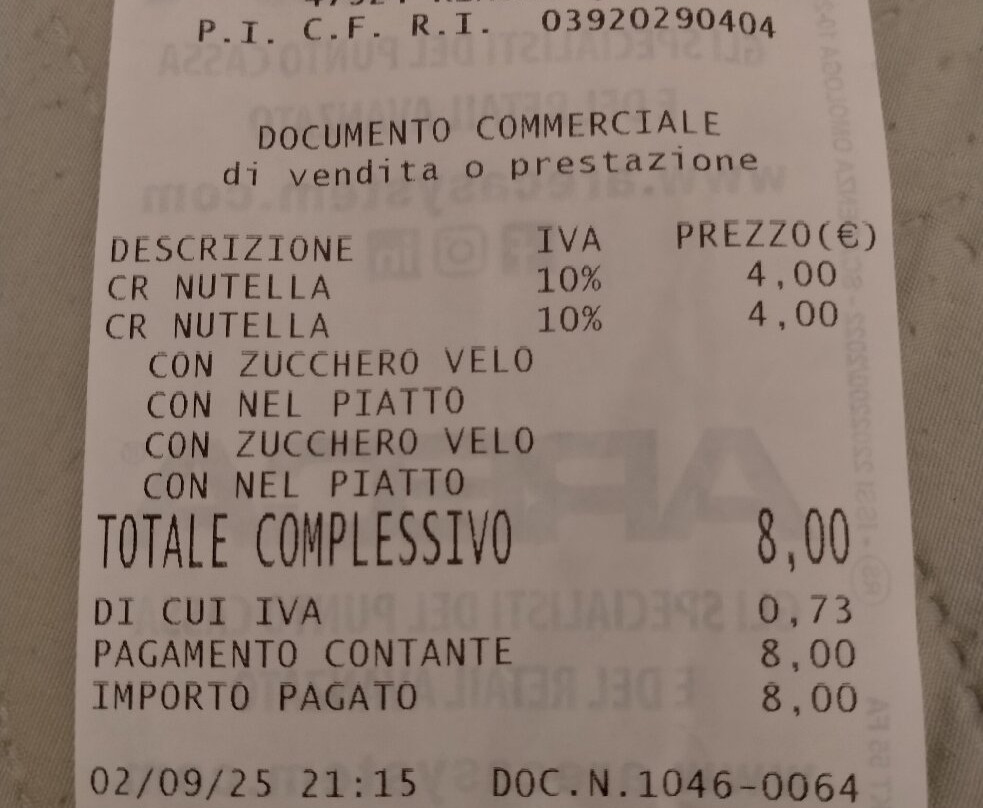 P.I. C.F. R.I. 03920290404
DOCUMENTO COMMERCIALE
di vendita o prestazione
DESCRIZIONE IVA PREZZO(€)
CR NUTELLA 10% 4,00
CR NUTELLA 10% 4,00
CON ZUCCHERO VELO
CON NEL PIATTO
CON ZUCCHERO VELO
CON NEL PIATTO
TOTALE COMPLESSIVO 8,00
DI CUI IVA 0,73
PAGAMENTO CONTANTE 8,00
IMPORTO PAGATO 8,00
02/09/25 21:15 DOC.N.1046-0064